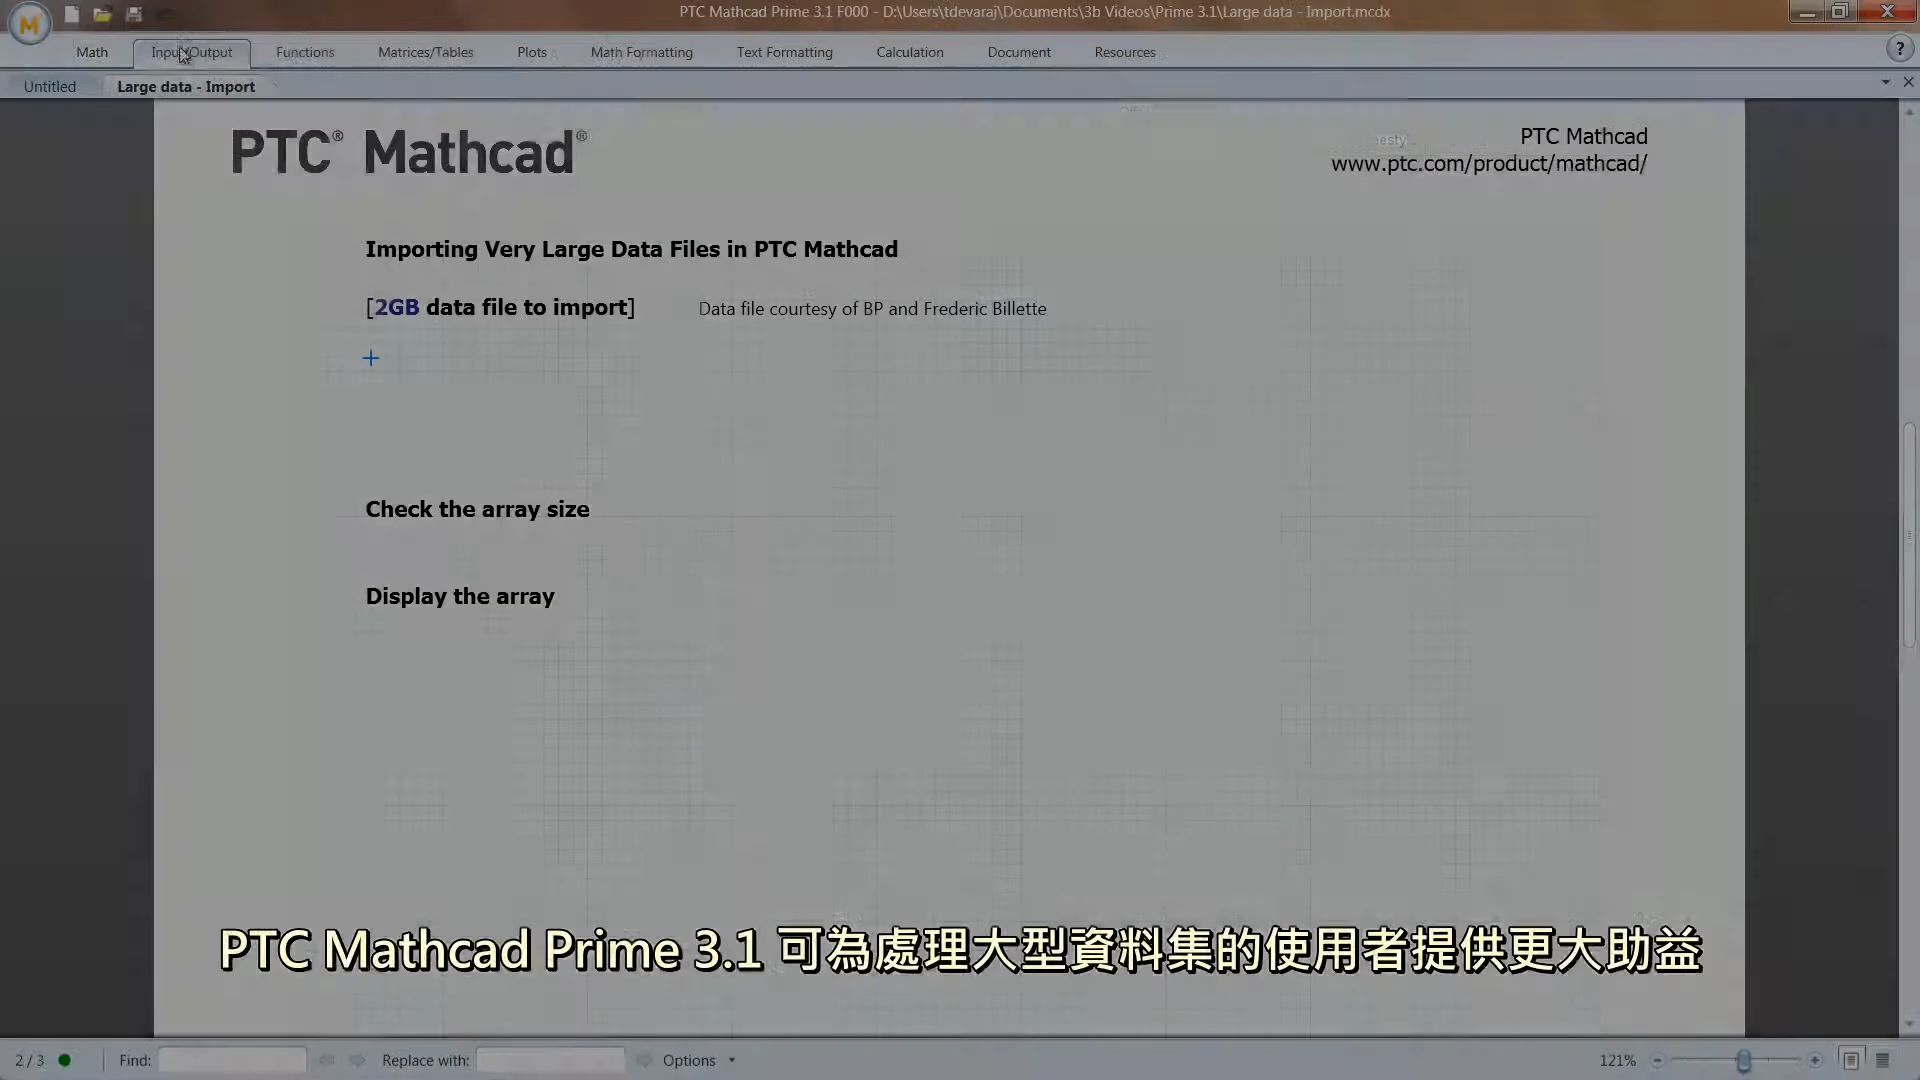 PTC Mathcad Prime 3.1 F000 - D:\Users\tdevaraj\Documents\3b Videos\Prime 3.1\Large data - Import.mcdx
Math Input/Output Functions Matrices/Tables Plots Math Formatting Text Formatting Calculation Document Resources
Untitled Large data - Import
PTC® Mathcad®
PTC Mathcad
www.ptc.com/product/mathcad/
Importing Very Large Data Files in PTC Mathcad
[2GB data file to import] Data file courtesy of BP and Frederic Billette
Check the array size
Display the array
PTC Mathcad Prime 3.1 可為處理大型資料集的使用者提供更大助益
2 / 3 Find: Replace with: Options 121%